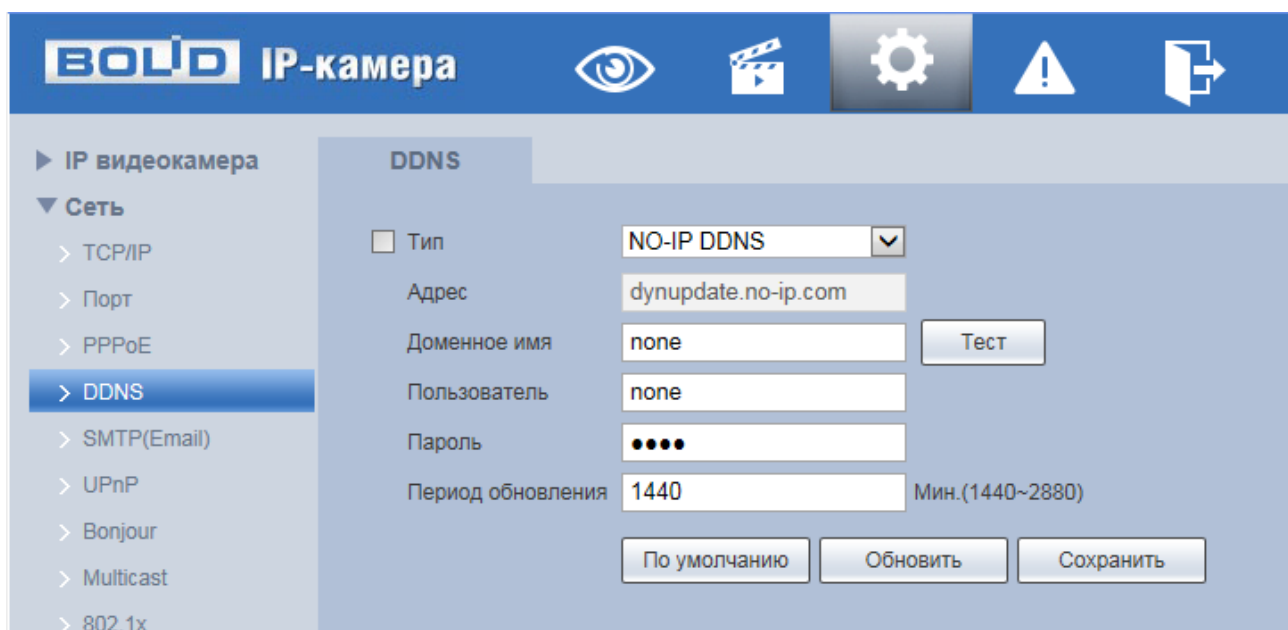 BOLID IP-камера
IP видеокамера
Сеть
TCP/IP
Порт
PPPoE
DDNS
SMTP(Email)
UPnP
Bonjour
Multicast
802.1x
DDNS
Тип NO-IP DDNS
Адрес dynupdate.no-ip.com
Доменное имя none Тест
Пользователь none
Пароль ••••
Период обновления 1440 Мин.(1440~2880)
По умолчанию Обновить Сохранить